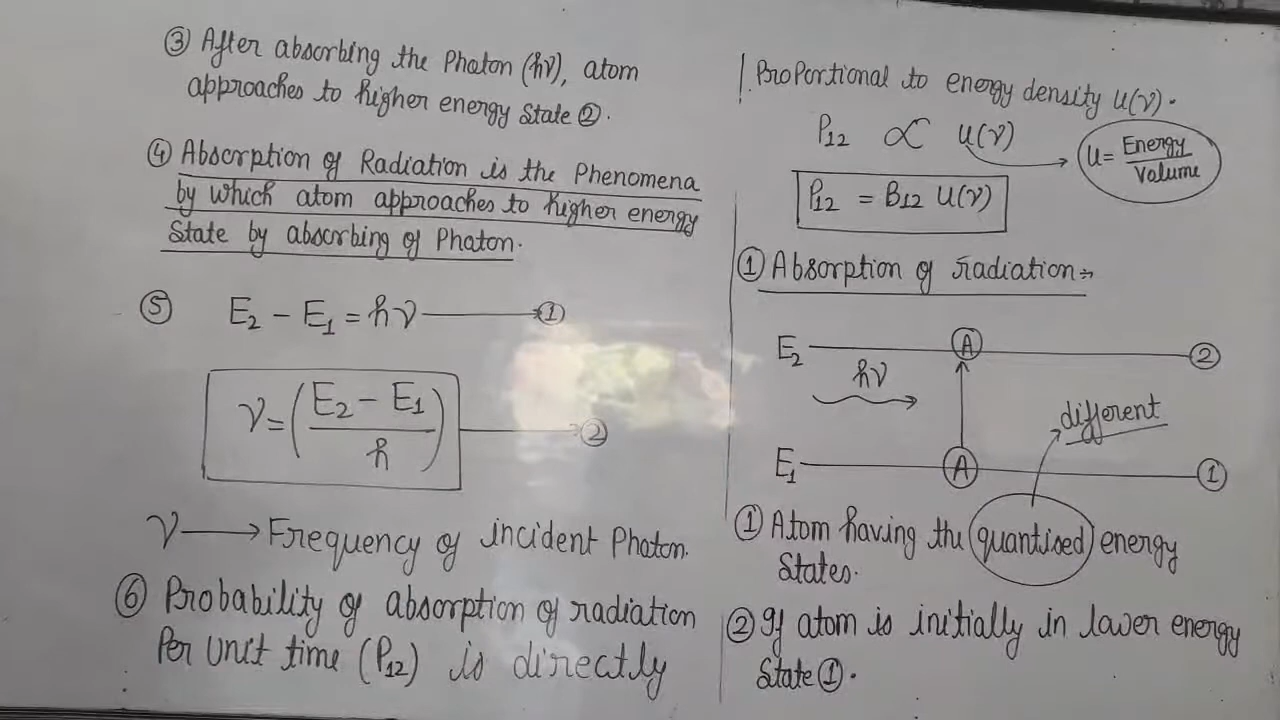 ③ After absorbing the Photon (hν), atom
approaches to higher energy State ②.
④ Absorption of Radiation is the Phenomena
by which atom approaches to higher energy
State by absorbing of Photon.
⑤ E₂ - E₁ = hν → ①
ν = (E₂ - E₁ / h) → ②
ν → Frequency of incident Photon.
⑥ Probability of absorption of radiation
Per unit time (P₁₂) is directly
Proportional to energy density u(ν).
P₁₂ ∝ u(ν) → u = Energy / Volume
P₁₂ = B₁₂ u(ν)
① Absorption of radiation:-
E₂ A ②
hν
different
E₁ A ①
① Atom having the quantised energy
States.
② If atom is initially in lower energy
State ①.